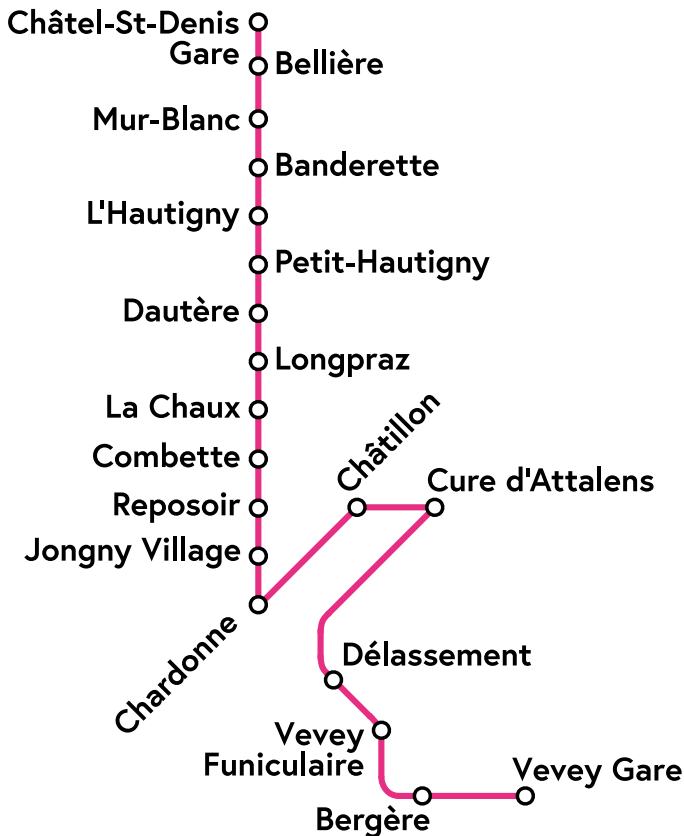 Châtel-St-Denis
Gare
Bellière
Mur-Blanc
Banderette
L'Hautigny
Petit-Hautigny
Dautère
Longpraz
La Chaux
Combette
Reposoir
Jongny Village
Chardonne
Châtillon
Cure d'Attalens
Délassement
Vevey
Funiculaire
Bergère
Vevey Gare